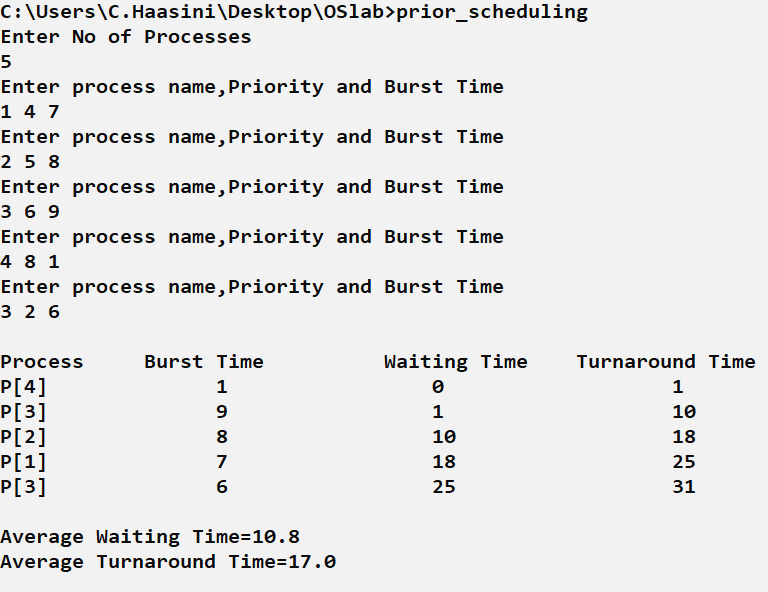 C:\Users\C.Haasini\Desktop\OSlab>prior_scheduling
Enter No of Processes
5
Enter process name,Priority and Burst Time
1 4 7
Enter process name,Priority and Burst Time
2 5 8
Enter process name,Priority and Burst Time
3 6 9
Enter process name,Priority and Burst Time
4 8 1
Enter process name,Priority and Burst Time
3 2 6
Process Burst Time Waiting Time Turnaround Time
P[4] 1 0 1
P[3] 9 1 10
P[2] 8 10 18
P[1] 7 18 25
P[3] 6 25 31
Average Waiting Time=10.8
Average Turnaround Time=17.0